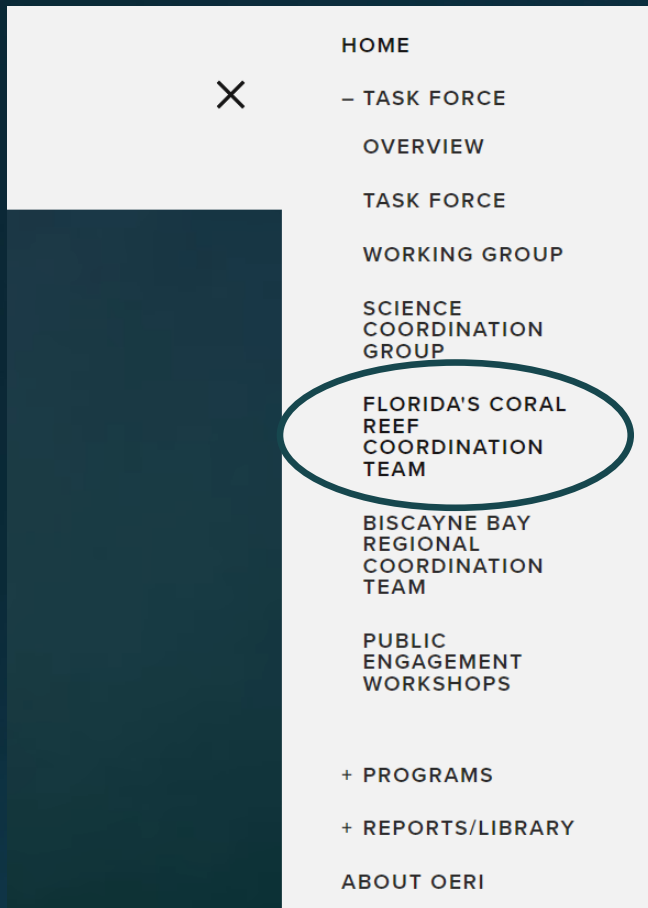 HOME
– TASK FORCE
OVERVIEW
TASK FORCE
WORKING GROUP
SCIENCE
COORDINATION
GROUP
FLORIDA'S CORAL
REEF
COORDINATION
TEAM
BISCAYNE BAY
REGIONAL
COORDINATION
TEAM
PUBLIC
ENGAGEMENT
WORKSHOPS
+ PROGRAMS
+ REPORTS/LIBRARY
ABOUT OERI